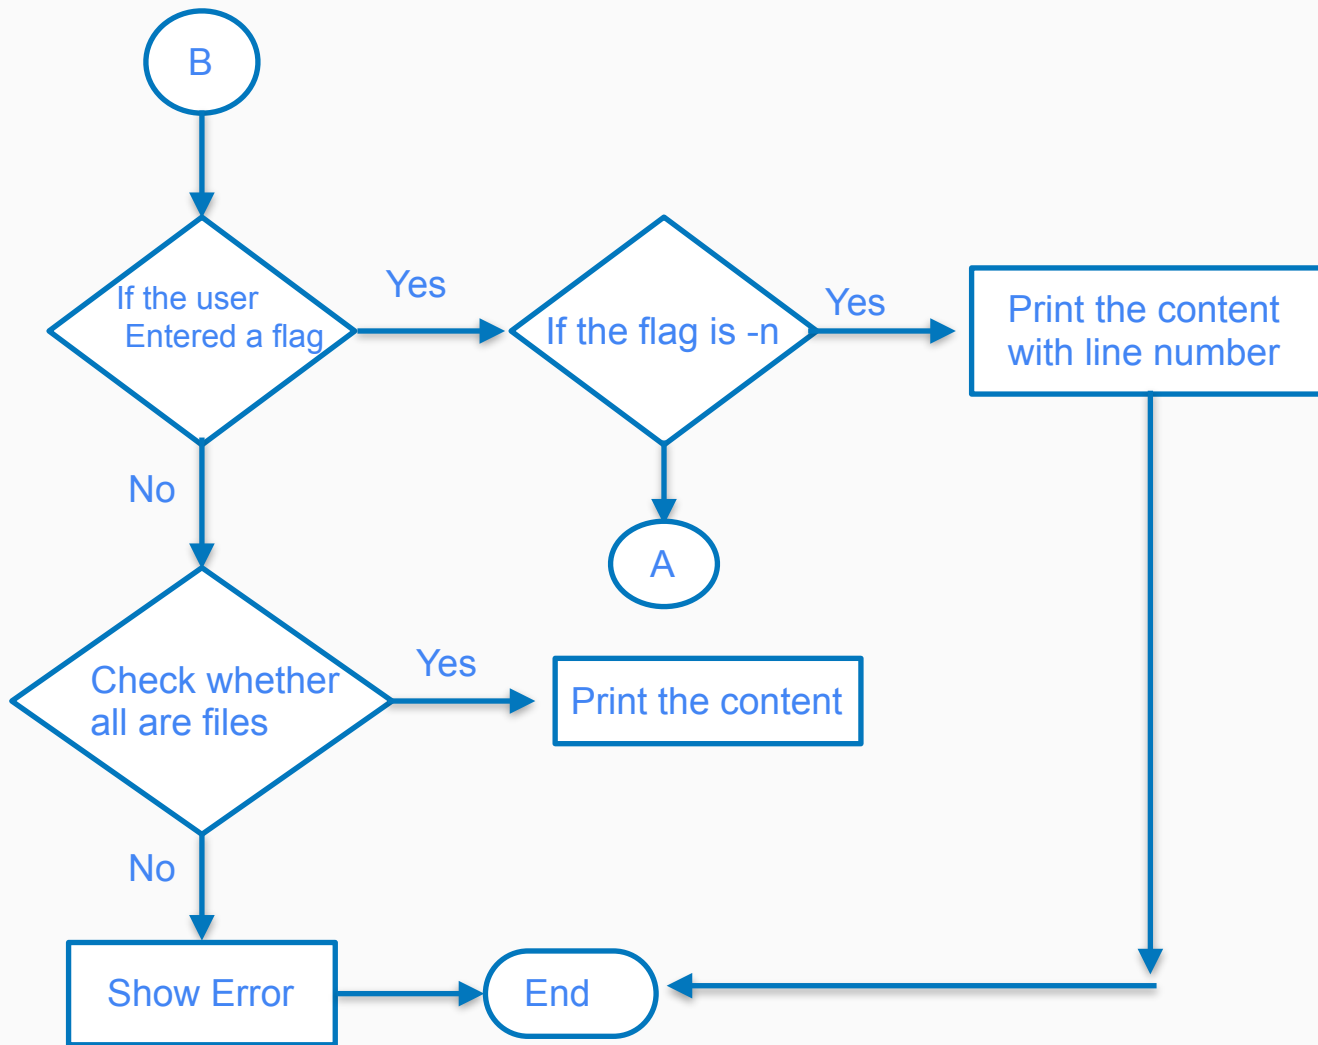 B
If the user
Entered a flag
Yes
If the flag is -n
Yes
Print the content
with line number
No
A
Check whether
all are files
Yes
Print the content
No
Show Error
End